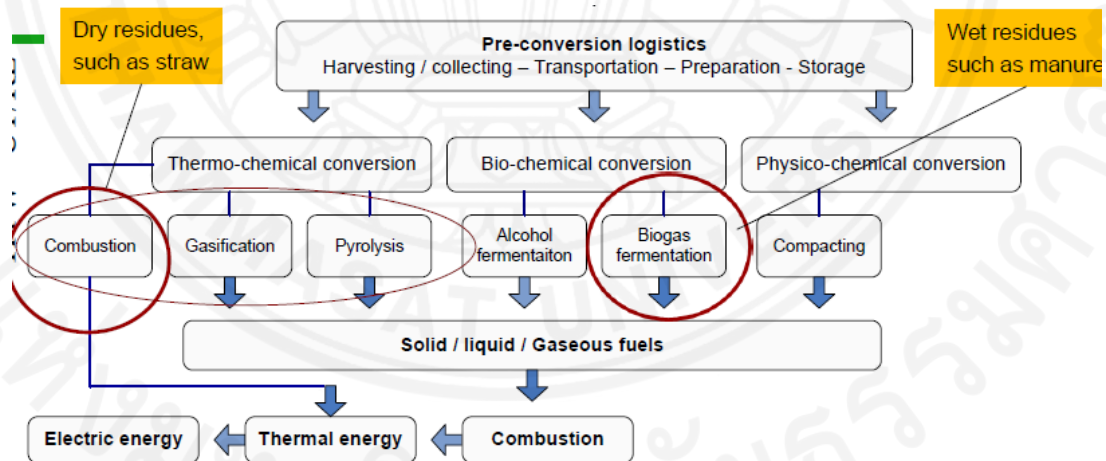 Dry residues,
such as straw
Pre-conversion logistics
Harvesting / collecting – Transportation – Preparation - Storage
Wet residues
such as manure
Thermo-chemical conversion
Bio-chemical conversion
Physico-chemical conversion
Combustion
Gasification
Pyrolysis
Alcohol
fermentaiton
Biogas
fermentation
Compacting
Solid / liquid / Gaseous fuels
Electric energy
Thermal energy
Combustion
THAMMASAT UNIVERSITY